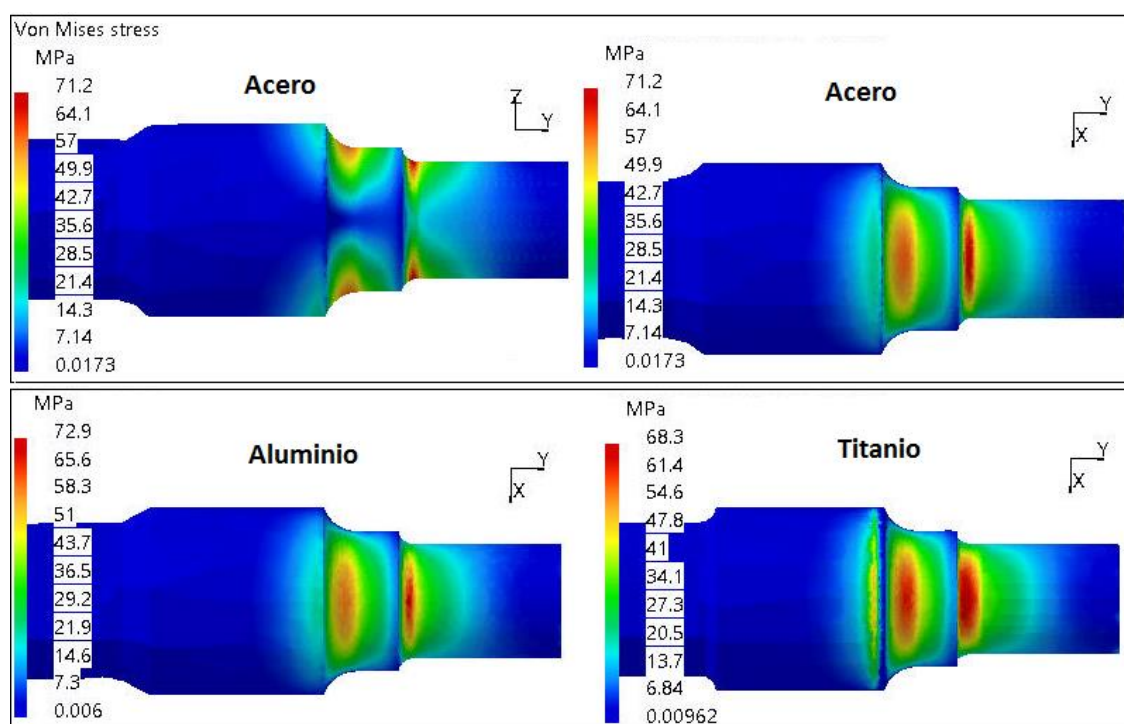 Von Mises stress
MPa
71.2
64.1
57
49.9
42.7
35.6
28.5
21.4
14.3
7.14
0.0173
Acero
Z
Y
MPa
71.2
64.1
57
49.9
42.7
35.6
28.5
21.4
14.3
7.14
0.0173
Acero
Y
X
MPa
72.9
65.6
58.3
51
43.7
36.5
29.2
21.9
14.6
7.3
0.006
Aluminio
Y
X
MPa
68.3
61.4
54.6
47.8
41
34.1
27.3
20.5
13.7
6.84
0.00962
Titanio
Y
X